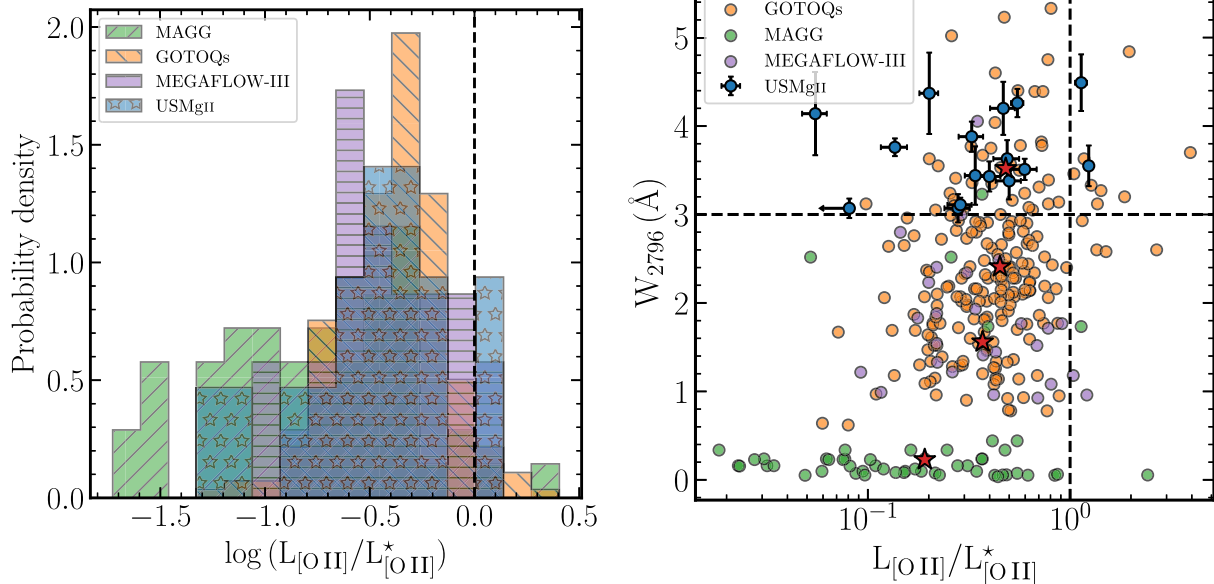 2.0
1.5
1.0
0.5
0.0
Probability density
MAGG
GOTOQs
MEGAFLOW-III
USMgII
−1.5
−1.0
−0.5
0.0
0.5
log (L[O II]/L⋆[O II])
5
4
3
2
1
0
W2796 (Å)
GOTOQs
MAGG
MEGAFLOW-III
USMgII
10−1
100
L[O II]/L⋆[O II]